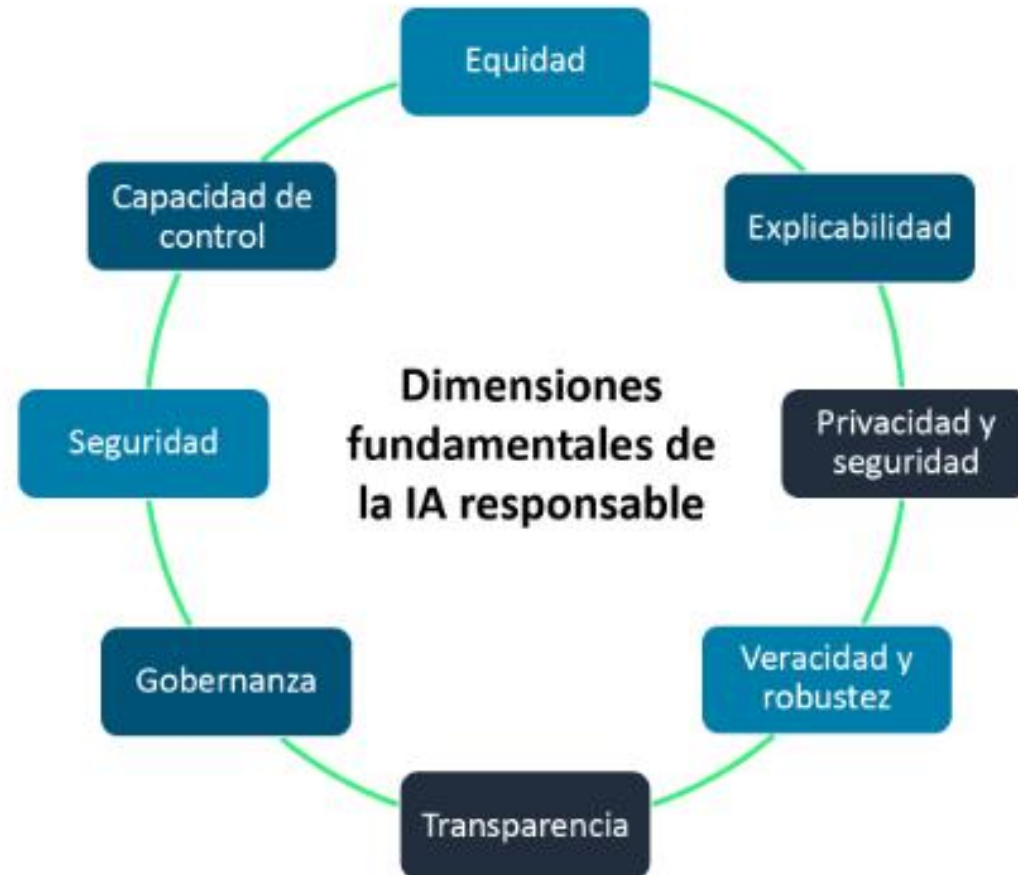 Equidad
Explicabilidad
Privacidad y
seguridad
Veracidad y
robustez
Transparencia
Gobernanza
Seguridad
Capacidad de
control
Dimensiones
fundamentales de
la IA responsable